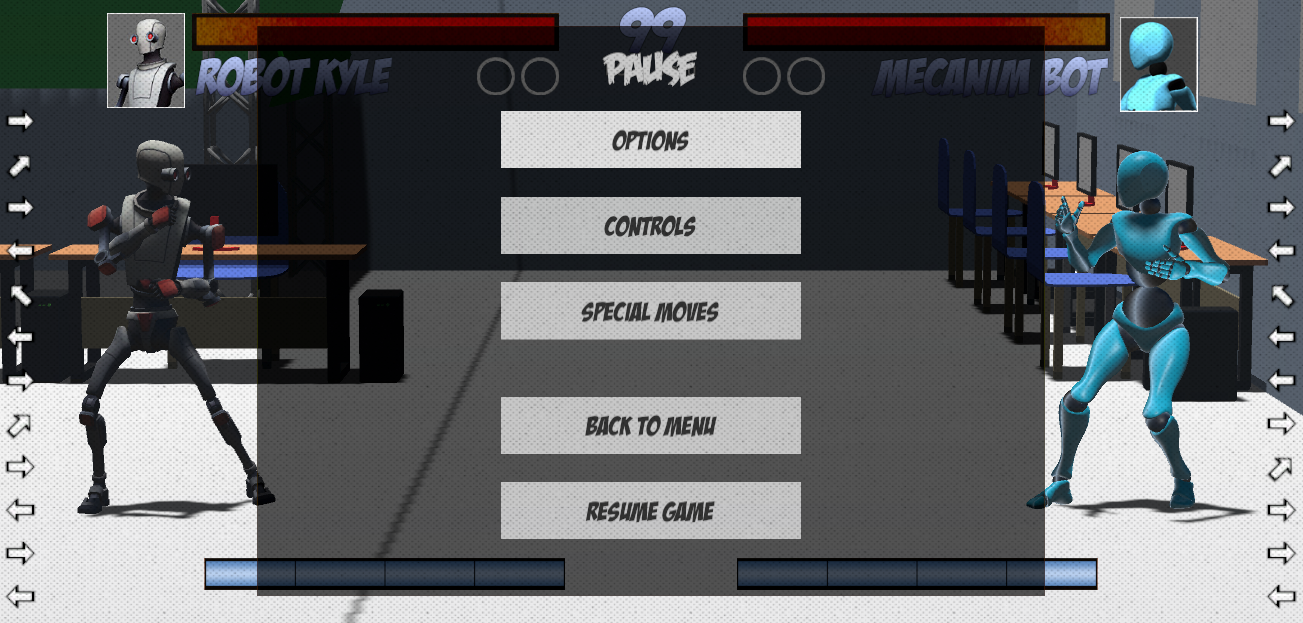 99
PAUSE
ROBOT KYLE
MECANIM BOT
OPTIONS
CONTROLS
SPECIAL MOVES
BACK TO MENU
RESUME GAME